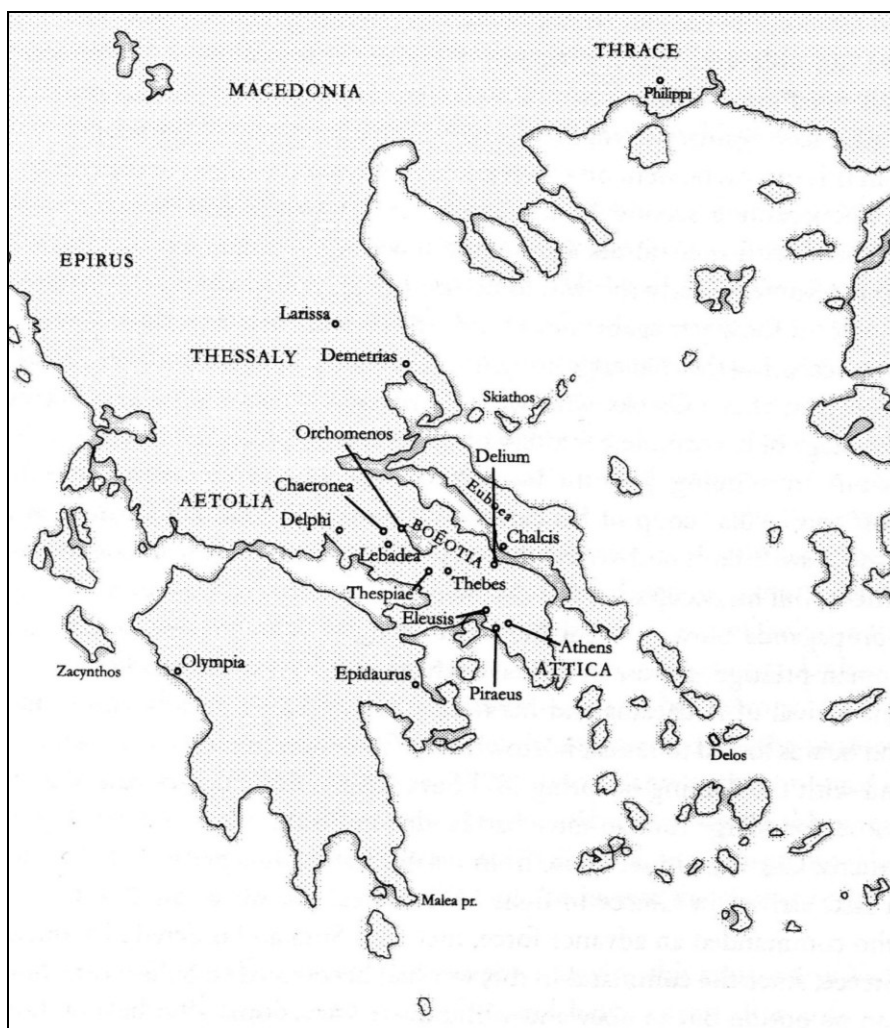 THRACE
Philippi
MACEDONIA
EPIRUS
Larissa
THESSALY
Demetrias
Skiathos
Orchomenos
Delium
Chaeronea
Euboea
AETOLIA
Delphi
BOEOTIA
Chalcis
Lebadea
Thebes
Thespiae
Eleusis
Athens
Zacynthos
Olympia
Epidaurus
ATTICA
Piraeus
Delos
Malea pr.